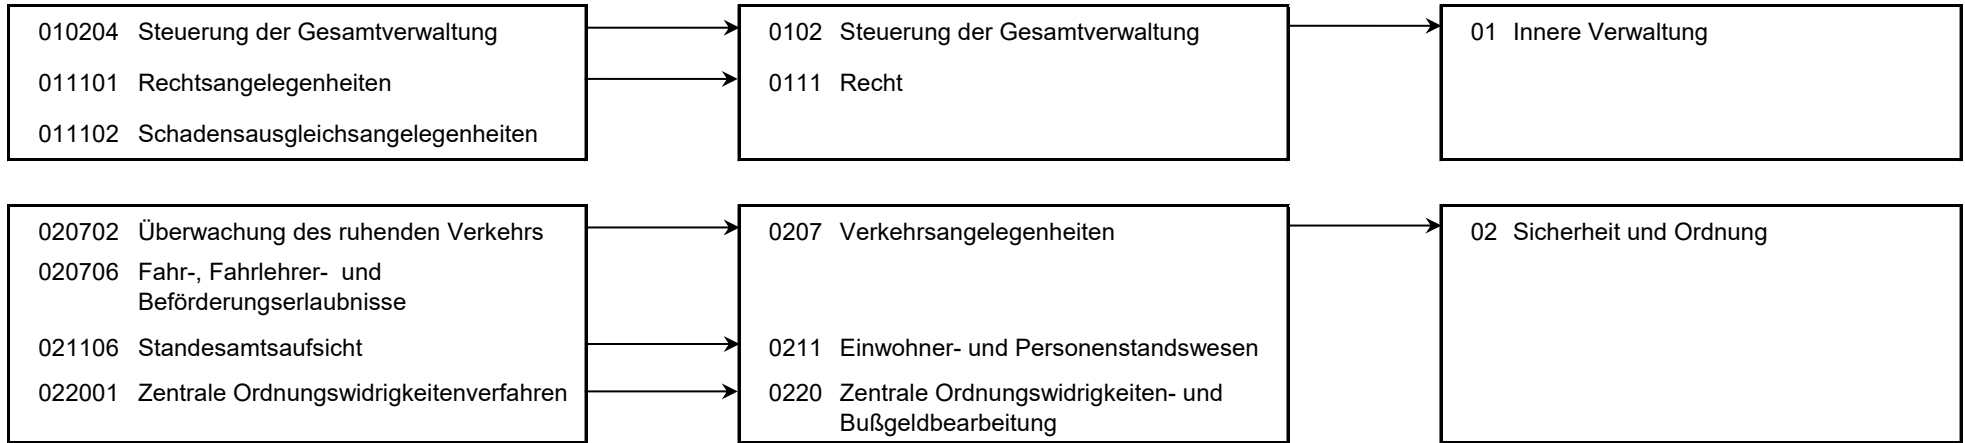 010204 Steuerung der Gesamtverwaltung 0102 Steuerung der Gesamtverwaltung 01 Innere Verwaltung
011101 Rechtsangelegenheiten 0111 Recht
011102 Schadensausgleichsangelegenheiten
020702 Überwachung des ruhenden Verkehrs 0207 Verkehrsangelegenheiten 02 Sicherheit und Ordnung
020706 Fahr-, Fahrlehrer- und
Beförderungserlaubnisse
021106 Standesamtsaufsicht 0211 Einwohner- und Personenstandswesen
022001 Zentrale Ordnungswidrigkeitenverfahren 0220 Zentrale Ordnungswidrigkeiten- und
Bußgeldbearbeitung